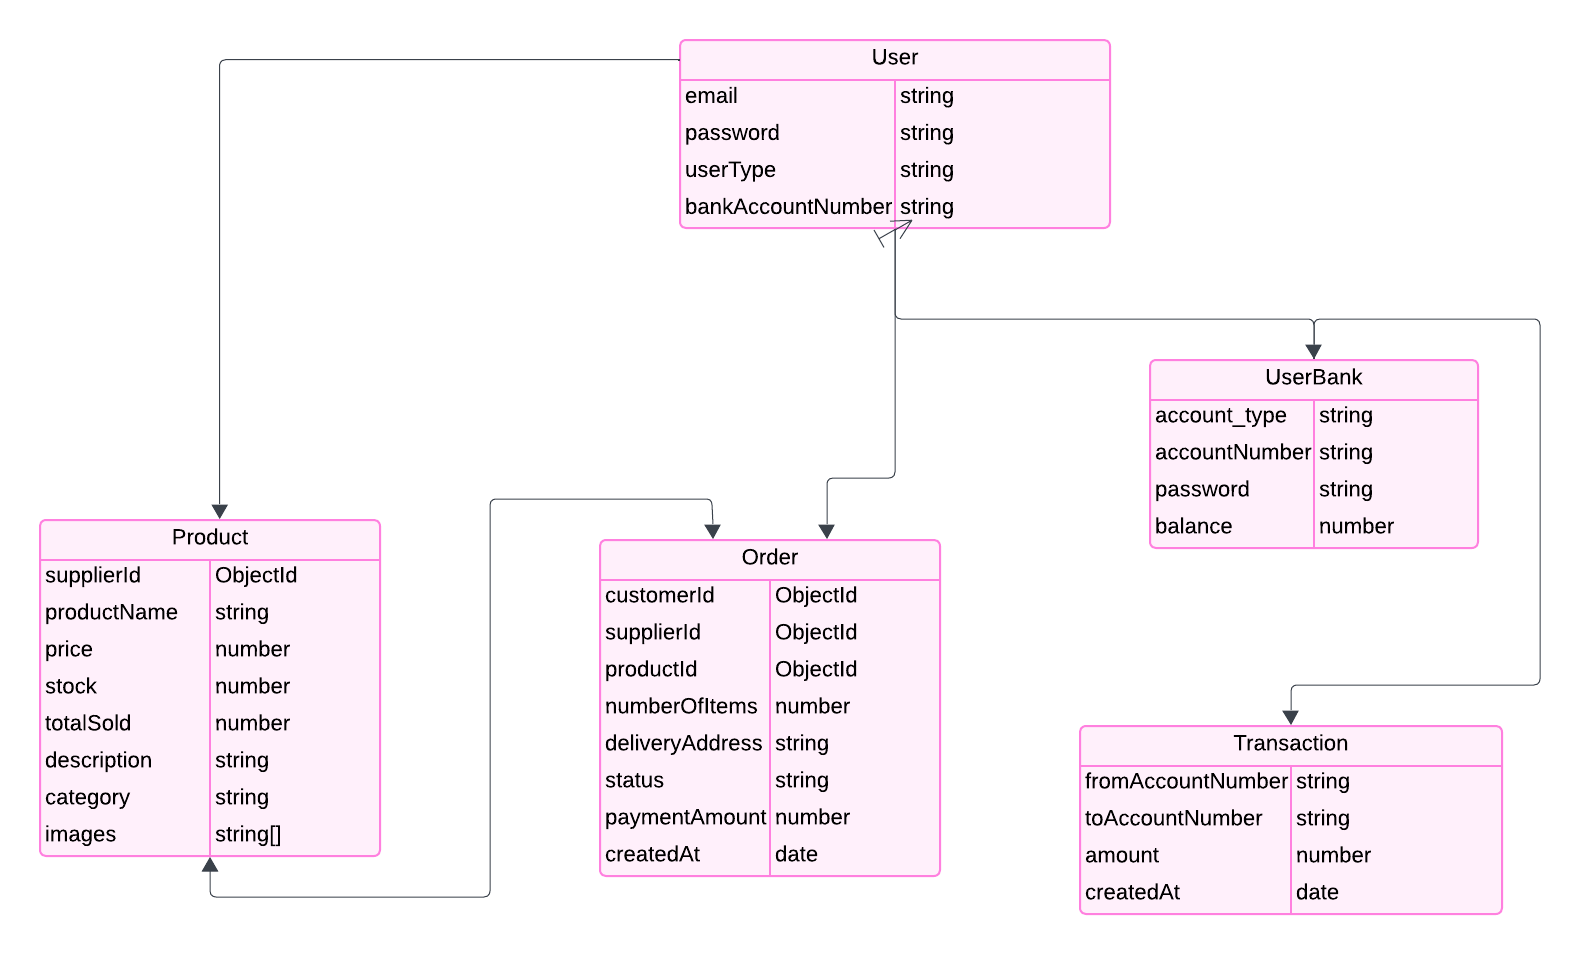 User
email string
password string
userType string
bankAccountNumber string
UserBank
account_type string
accountNumber string
password string
balance number
Product
supplierId ObjectId
productName string
price number
stock number
totalSold number
description string
category string
images string[]
Order
customerId ObjectId
supplierId ObjectId
productId ObjectId
numberOfItems number
deliveryAddress string
status string
paymentAmount number
createdAt date
Transaction
fromAccountNumber string
toAccountNumber string
amount number
createdAt date